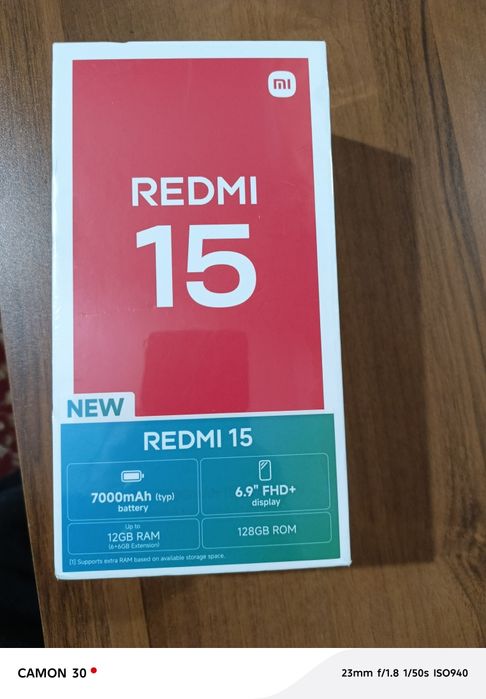 mi
REDMI
15
NEW
REDMI 15
7000mAh (typ)
battery
6.9" FHD+
display
Up to
12GB RAM
(6+6GB Extension)
128GB ROM
[1] Supports extra RAM based on available storage space.
CAMON 30
23mm f/1.8 1/50s ISO940